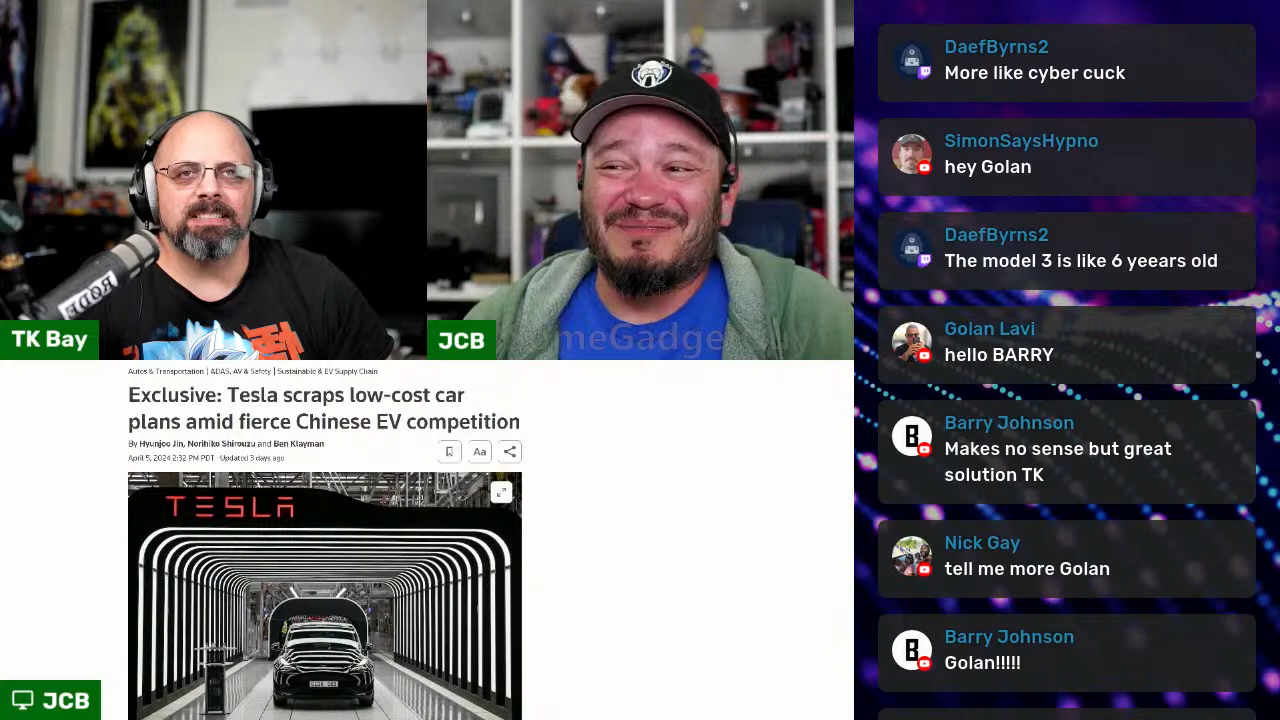 RODE
TK Bay
JCB
Autos & Transportation | ADAS, AV & Safety | Sustainable & EV Supply Chain
Exclusive: Tesla scraps low-cost car
plans amid fierce Chinese EV competition
By Hyunjoo Jin, Norihiko Shirouzu and Ben Klayman
April 5, 2024 2:32 PM PDT · Updated 3 days ago
Aa
TESLA
JCB
DaefByrns2
More like cyber cuck
SimonSaysHypno
hey Golan
DaefByrns2
The model 3 is like 6 yeears old
Golan Lavi
hello BARRY
Barry Johnson
Makes no sense but great
solution TK
Nick Gay
tell me more Golan
Barry Johnson
Golan!!!!!